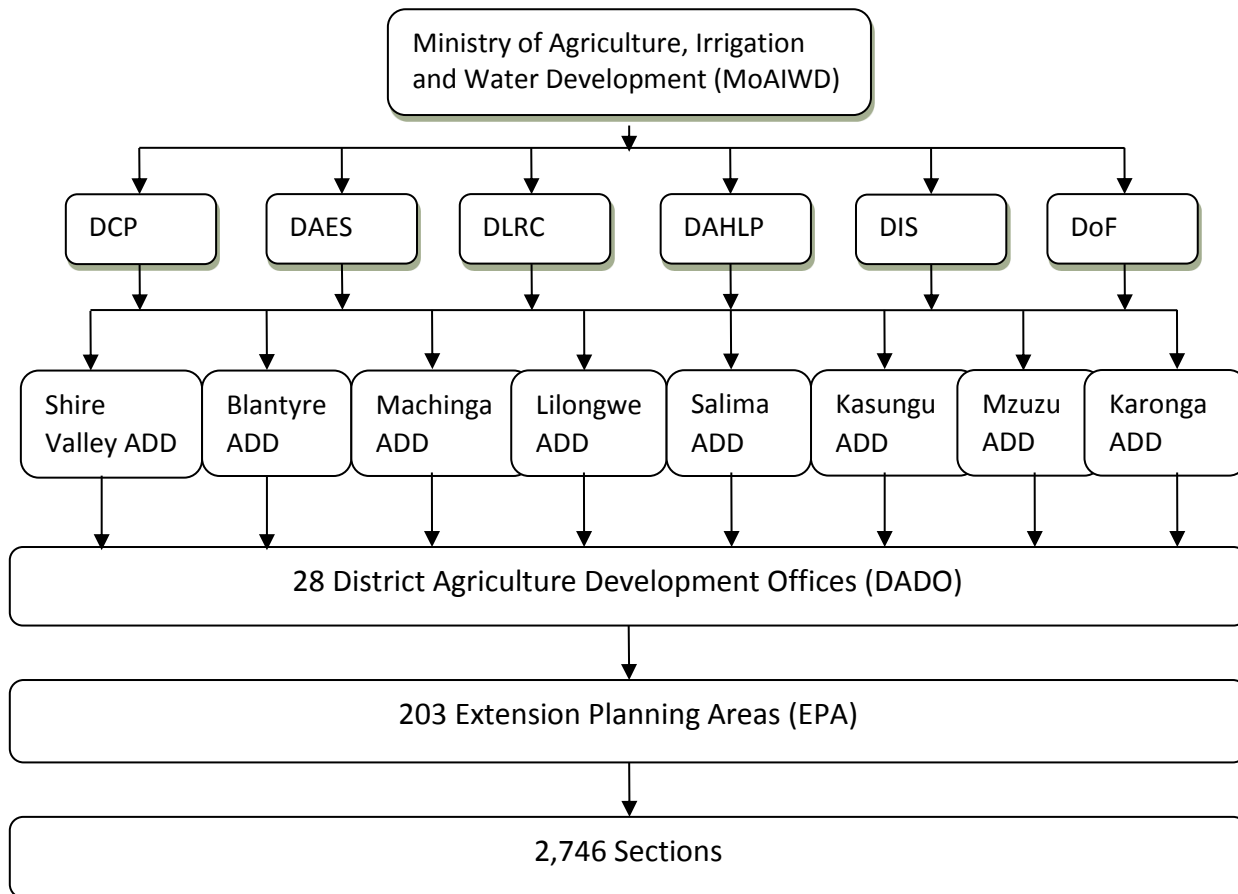 Ministry of Agriculture, Irrigation
and Water Development (MoAIWD)
DCP
DAES
DLRC
DAHLP
DIS
DoF
Shire
Valley ADD
Blantyre
ADD
Machinga
ADD
Lilongwe
ADD
Salima
ADD
Kasungu
ADD
Mzuzu
ADD
Karonga
ADD
28 District Agriculture Development Offices (DADO)
203 Extension Planning Areas (EPA)
2,746 Sections